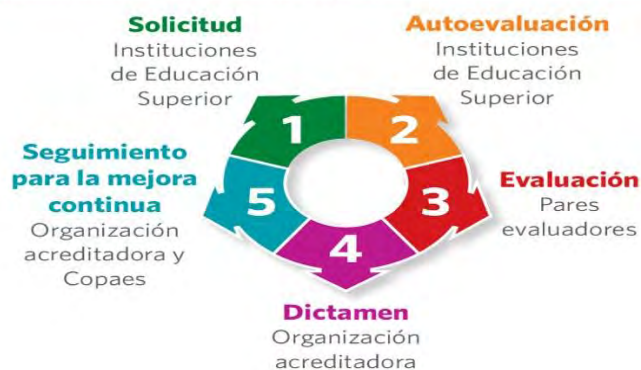 Solicitud
Instituciones
de Educación
Superior
1
Autoevaluación
Instituciones
de Educación
Superior
2
Evaluación
Pares
evaluadores
3
Dictamen
Organización
acreditadora
4
Seguimiento
para la mejora
continua
Organización
acreditadora y
Copaes
5